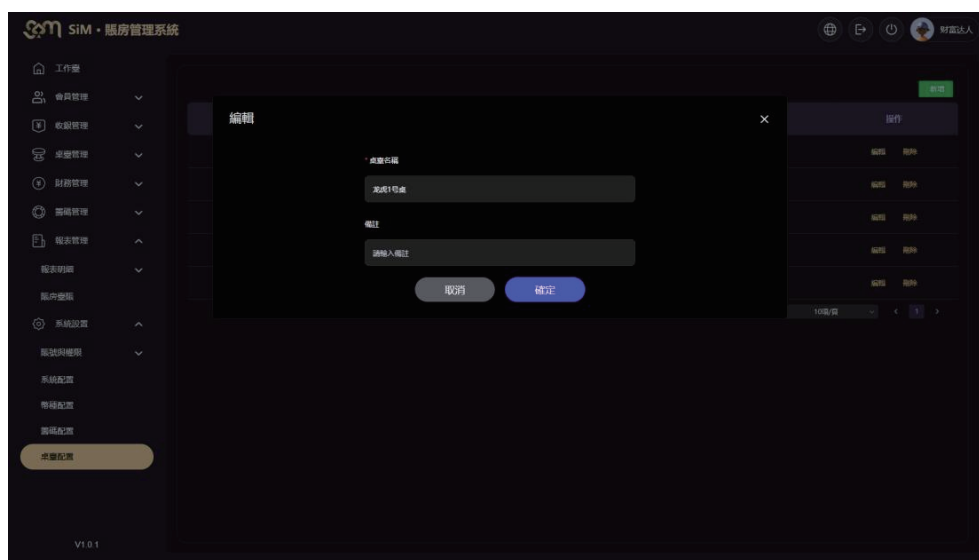 SiM · 賬房管理系統
财富达人
工作臺
會員管理
收銀管理
桌臺管理
財務管理
籌碼管理
報表管理
報表明細
賬房壹賬
系統設置
賬號與權限
系統配置
幣種配置
籌碼配置
桌臺配置
V1.0.1
新增
操作
編輯 刪除
編輯 刪除
編輯 刪除
編輯 刪除
編輯 刪除
10項/頁
1
編輯
* 桌臺名稱
龙虎1号桌
備註
請輸入備註
取消
確定